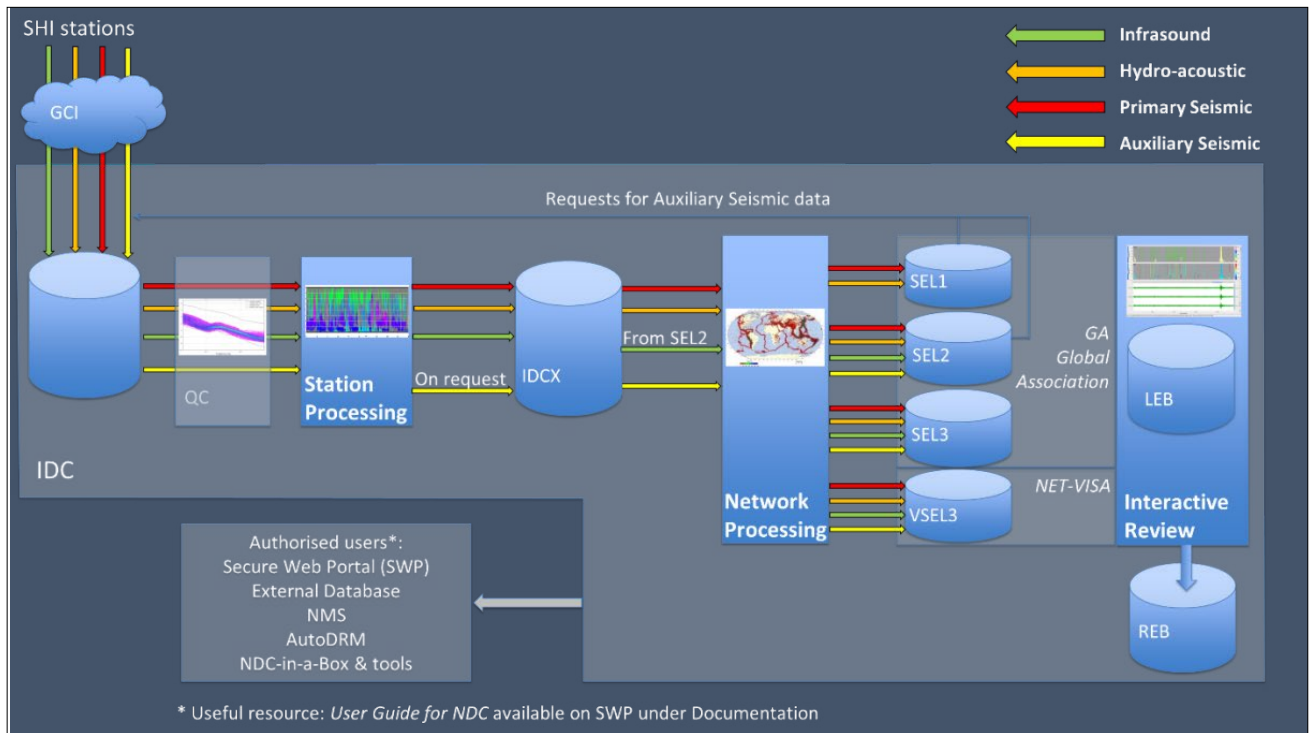 SHI stations
GCI
Infrasound
Hydro-acoustic
Primary Seismic
Auxiliary Seismic
Requests for Auxiliary Seismic data
QC
Station
Processing
On request
IDCX
From SEL2
Network
Processing
SEL1
SEL2
SEL3
VSEL3
GA
Global
Association
NET-VISA
LEB
Interactive
Review
REB
IDC
Authorised users*:
Secure Web Portal (SWP)
External Database
NMS
AutoDRM
NDC-in-a-Box & tools
* Useful resource: User Guide for NDC available on SWP under Documentation